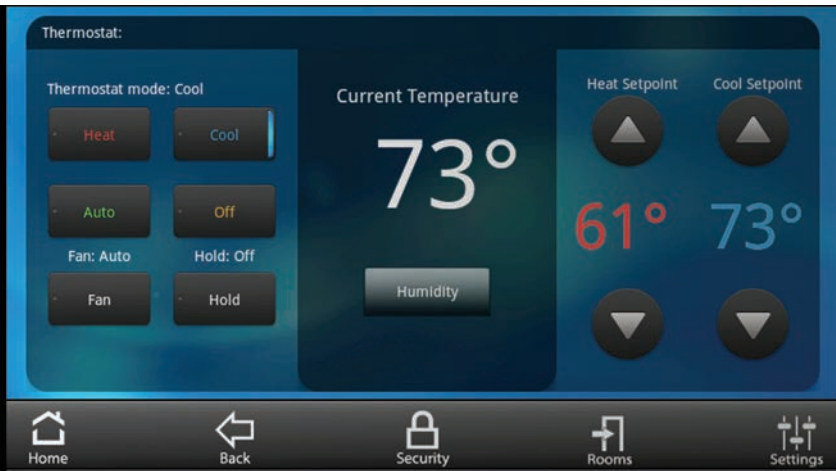 Thermostat:
Thermostat mode: Cool
Heat Cool
Auto Off
Fan: Auto Hold: Off
Fan Hold
Current Temperature
73°
Humidity
Heat Setpoint Cool Setpoint
61° 73°
Home Back Security Rooms Settings